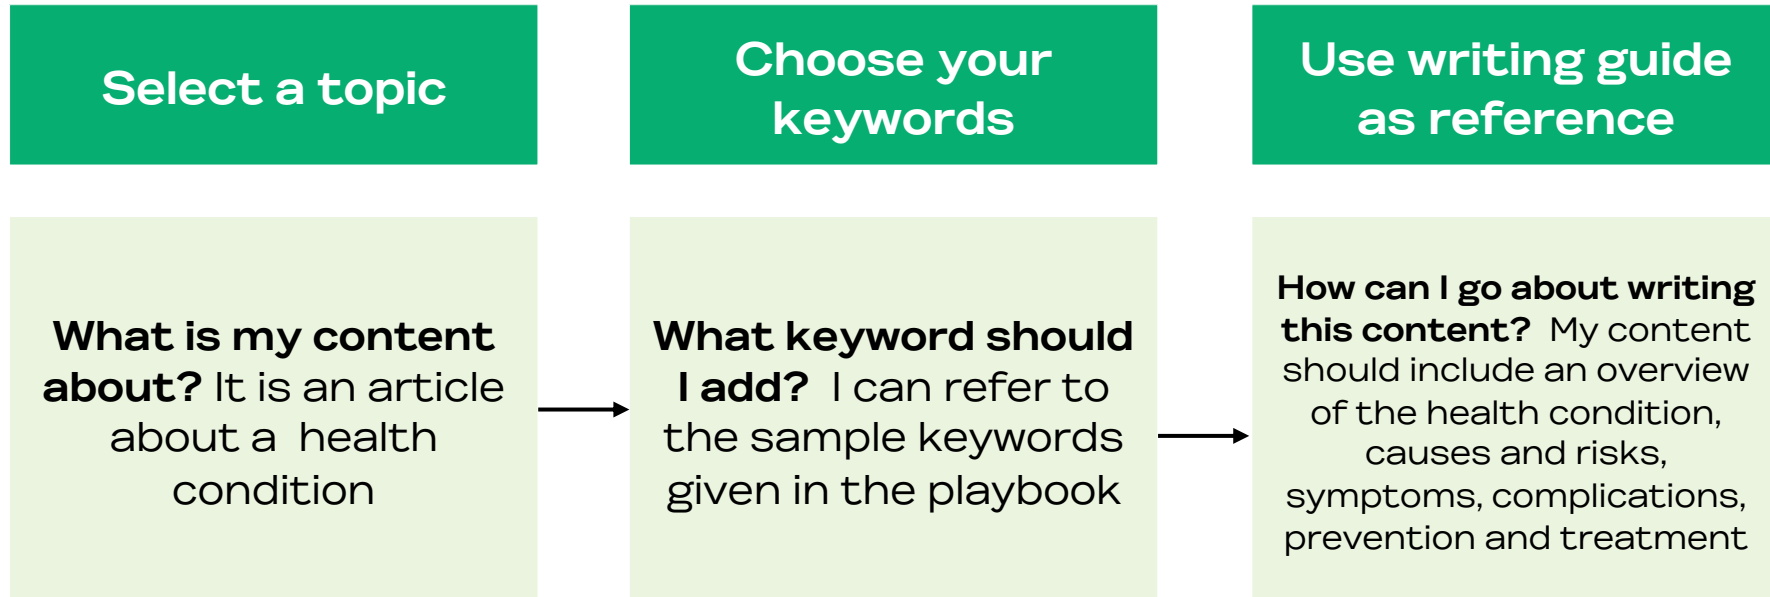 Select a topic
Choose your
keywords
Use writing guide
as reference
What is my content
about? It is an article
about a health
condition
What keyword should
I add? I can refer to
the sample keywords
given in the playbook
How can I go about writing
this content? My content
should include an overview
of the health condition,
causes and risks,
symptoms, complications,
prevention and treatment